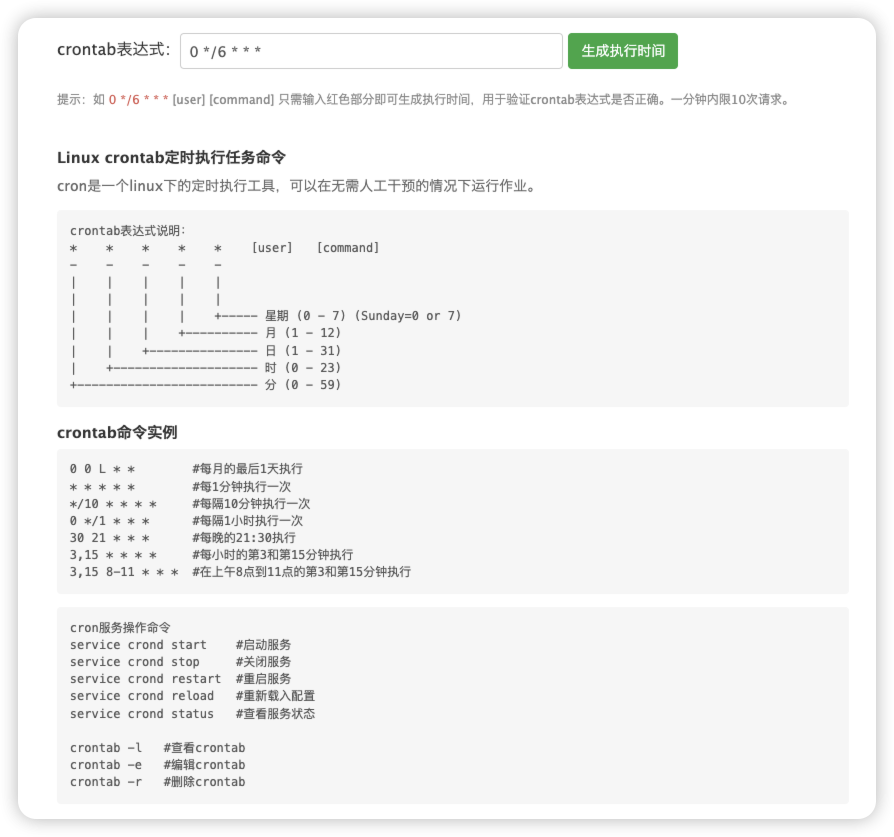 crontab表达式： 0 */6 * * * 生成执行时间
提示：如 0 */6 * * * [user] [command] 只需输入红色部分即可生成执行时间，用于验证crontab表达式是否正确。一分钟内限10次请求。
Linux crontab定时执行任务命令
cron是一个linux下的定时执行工具，可以在无需人工干预的情况下运行作业。
crontab表达式说明：
*    *    *    *    *    [user]   [command]
-    -    -    -    -
|    |    |    |    |
|    |    |    |    |
|    |    |    |    +----- 星期 (0 - 7) (Sunday=0 or 7)
|    |    |    +---------- 月 (1 - 12)
|    |    +--------------- 日 (1 - 31)
|    +-------------------- 时 (0 - 23)
+------------------------- 分 (0 - 59)
crontab命令实例
0 0 L * *        #每月的最后1天执行
* * * * *        #每1分钟执行一次
*/10 * * * *     #每隔10分钟执行一次
0 */1 * * *      #每隔1小时执行一次
30 21 * * *      #每晚的21:30执行
3,15 * * * *     #每小时的第3和第15分钟执行
3,15 8-11 * * *  #在上午8点到11点的第3和第15分钟执行
cron服务操作命令
service crond start    #启动服务
service crond stop     #关闭服务
service crond restart  #重启服务
service crond reload   #重新载入配置
service crond status   #查看服务状态
crontab -l   #查看crontab
crontab -e   #编辑crontab
crontab -r   #删除crontab